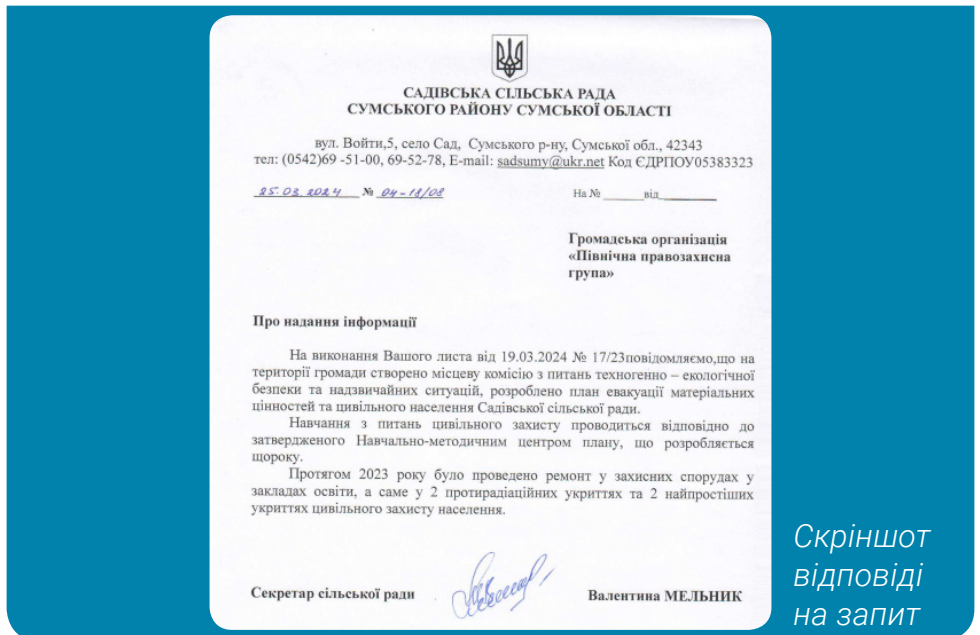 САДІВСЬКА СІЛЬСЬКА РАДА
СУМСЬКОГО РАЙОНУ СУМСЬКОЇ ОБЛАСТІ
вул. Войти,5, село Сад, Сумського р-ну, Сумської обл., 42343
тел: (0542)69 -51-00, 69-52-78, E-mail: sadsumy@ukr.net Код ЄДРПОУ05383323
25.03.2024 № 04-18/08 На № ______від_________
Громадська організація
«Північна правозахисна
група»
Про надання інформації
На виконання Вашого листа від 19.03.2024 № 17/23повідомляємо,що на
території громади створено місцеву комісію з питань техногенно – екологічної
безпеки та надзвичайних ситуацій, розроблено план евакуації матеріальних
цінностей та цивільного населення Садівської сільської ради.
Навчання з питань цивільного захисту проводиться відповідно до
затвердженого Навчально-методичним центром плану, що розробляється
щороку.
Протягом 2023 року було проведено ремонт у захисних спорудах у
закладах освіти, а саме у 2 протирадіаційних укриттях та 2 найпростіших
укриттях цивільного захисту населення.
Секретар сільської ради Валентина МЕЛЬНИК
Скріншот
відповіді
на запит